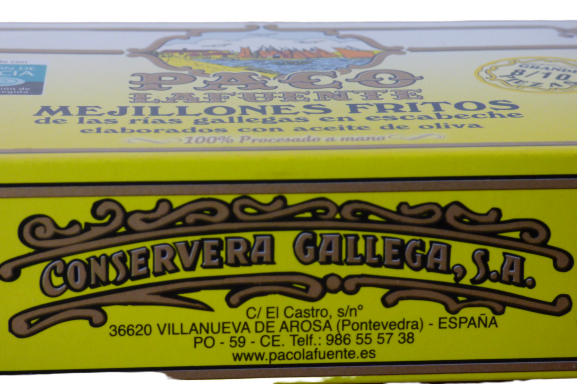 PACO
LAFUENTE
MEJILLONES FRITOS
de las rías gallegas en escabeche
elaborados con aceite de oliva
100% Procesado a mano
8/10
CONSERVERA GALLEGA, S.A.
C/ El Castro, s/nº
36620 VILLANUEVA DE AROSA (Pontevedra) - ESPAÑA
PO - 59 - CE. Telf.: 986 55 57 38
www.pacolafuente.es